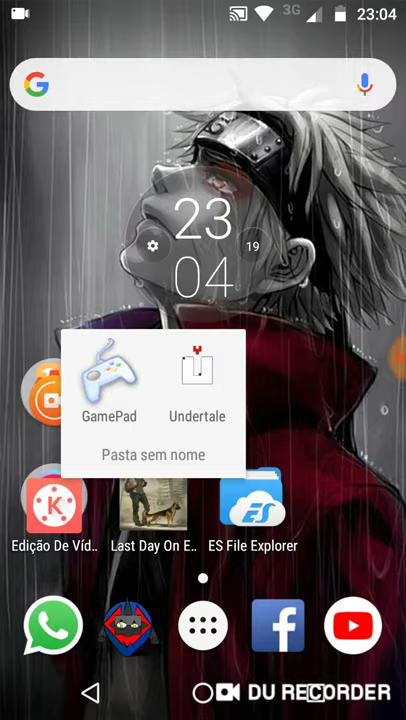 3G 23:04
G
23
04
19
GamePad Undertale
Pasta sem nome
K
ES
Edição De Víd.. Last Day On E.. ES File Explorer
f
DU RECORDER